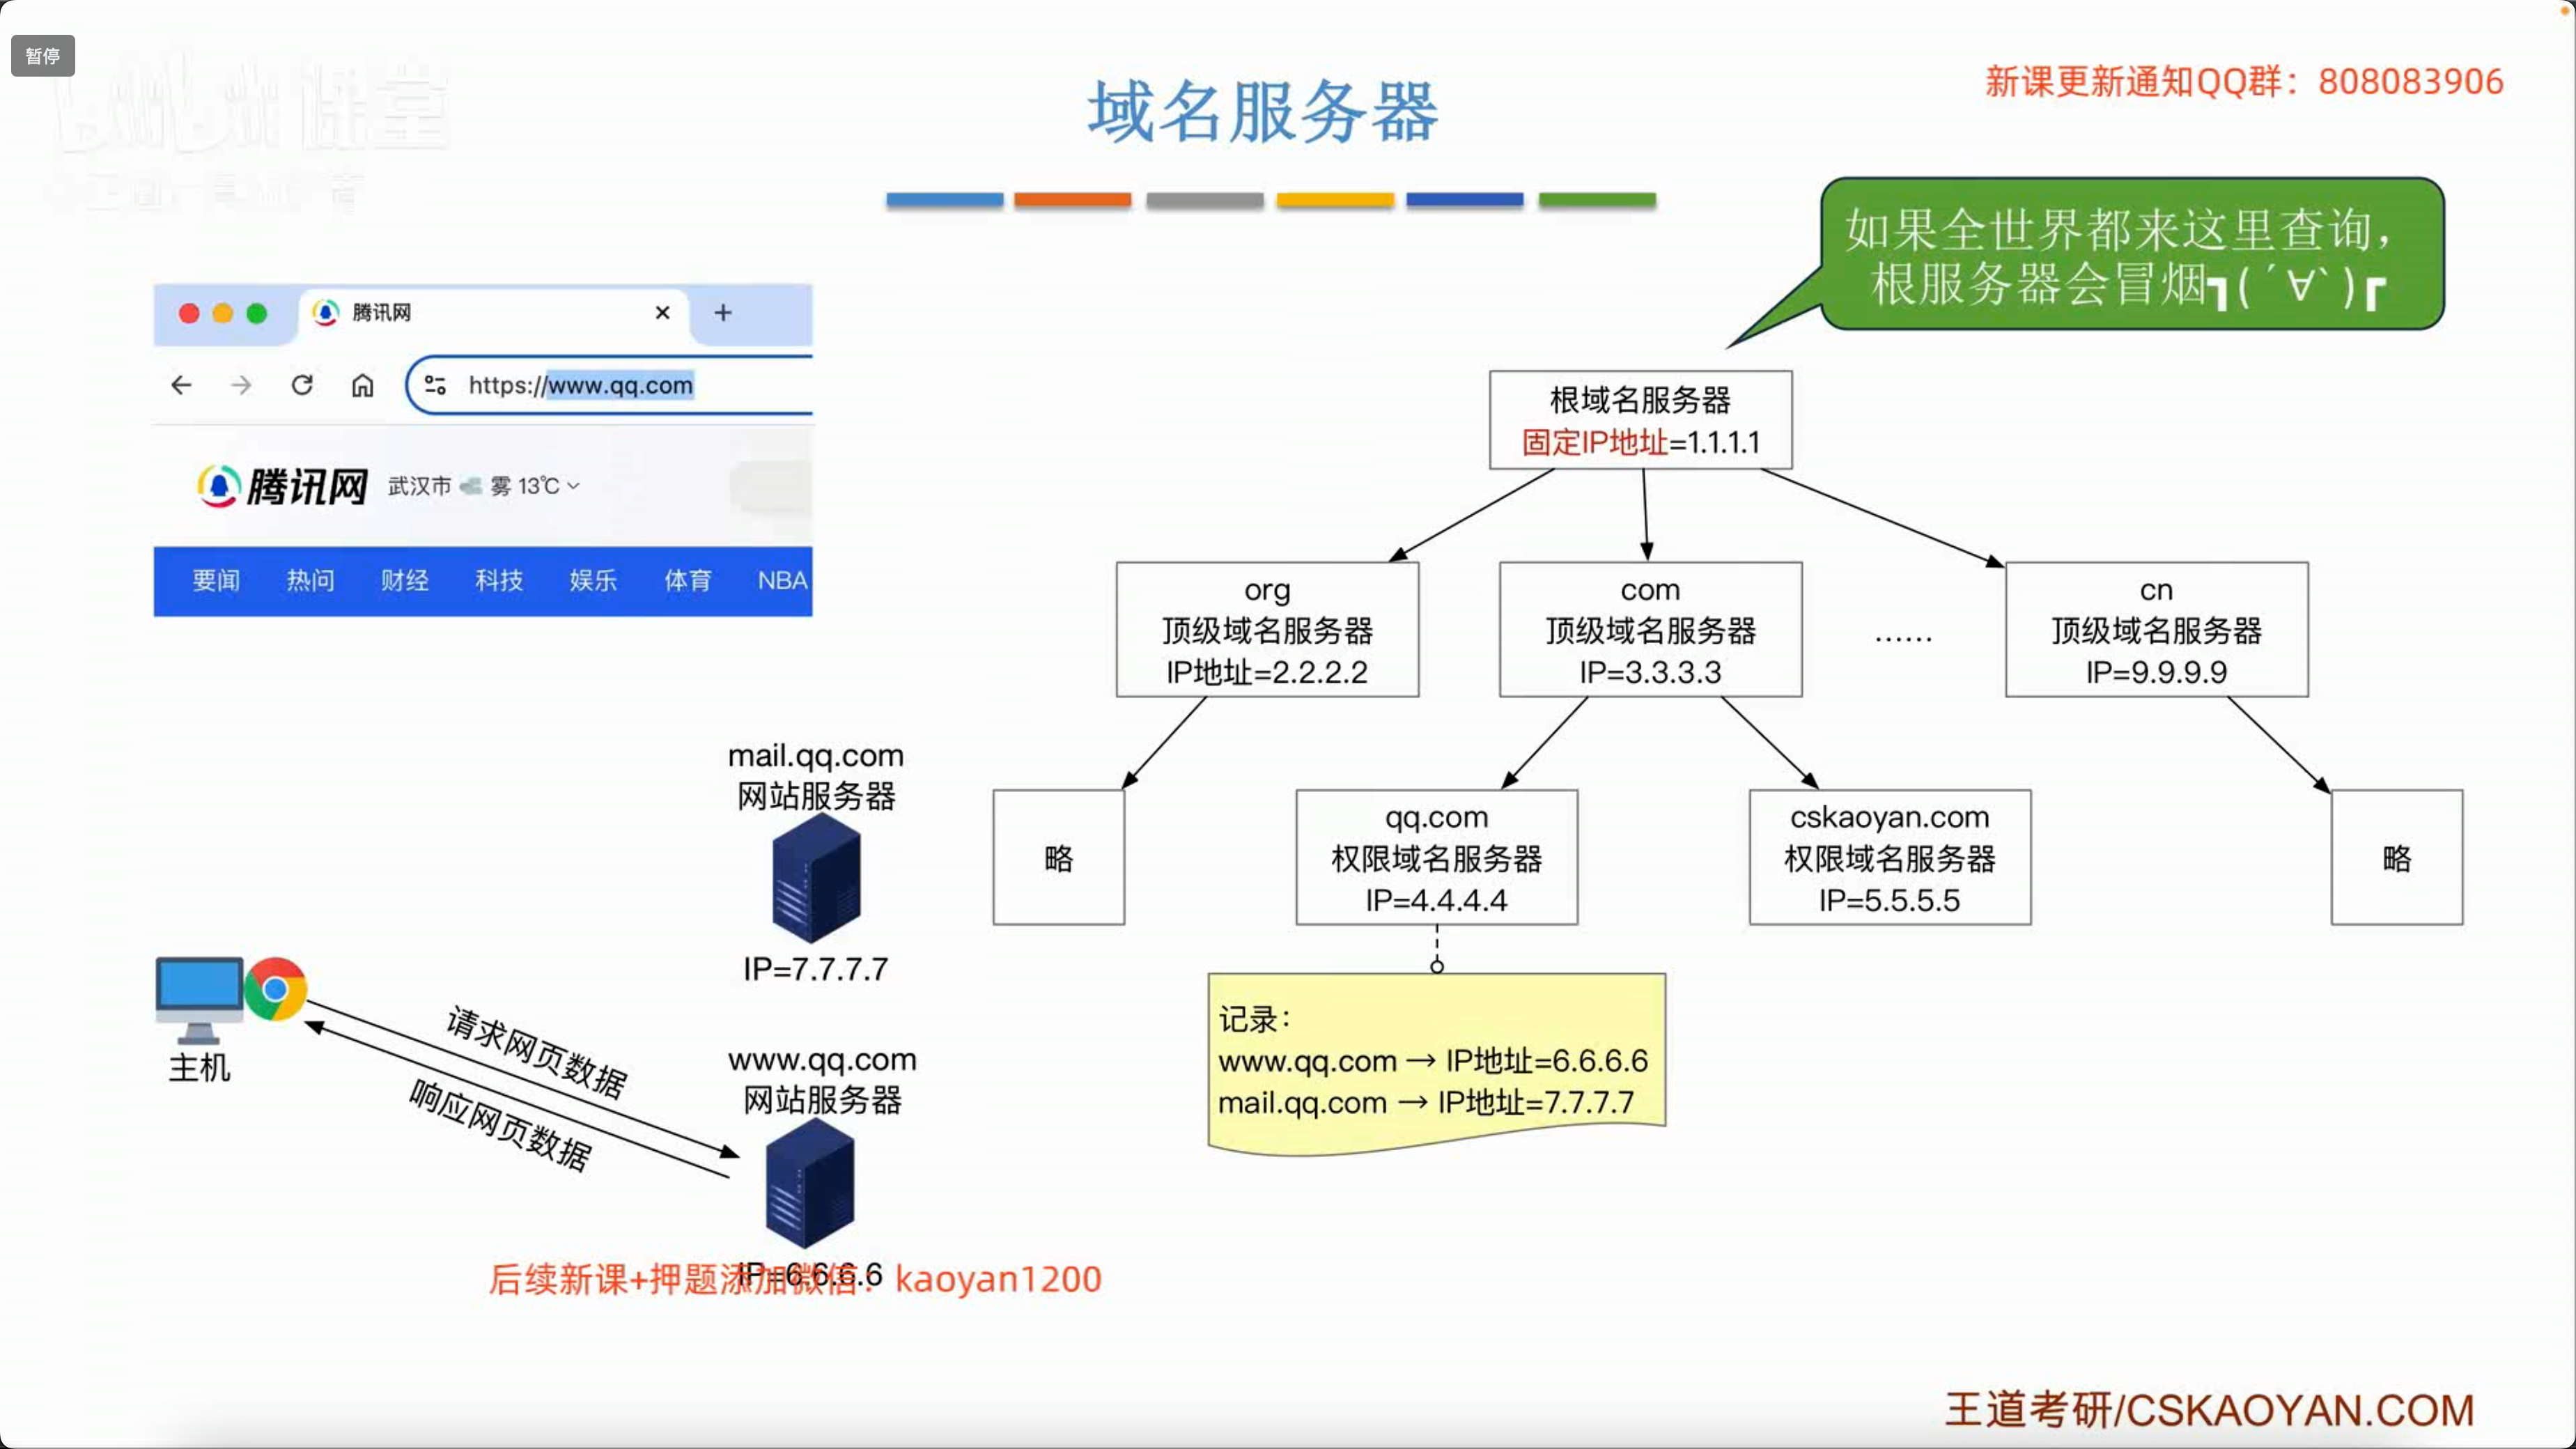 暂停
域名服务器
新课更新通知QQ群：808083906
如果全世界都来这里查询，
根服务器会冒烟┓( ´∀` )┏
腾讯网
https://www.qq.com
腾讯网 武汉市 雾 13℃
要闻 热问 财经 科技 娱乐 体育 NBA
根域名服务器
固定IP地址=1.1.1.1
org
顶级域名服务器
IP地址=2.2.2.2
com
顶级域名服务器
IP=3.3.3.3
……
cn
顶级域名服务器
IP=9.9.9.9
略
qq.com
权限域名服务器
IP=4.4.4.4
cskaoyan.com
权限域名服务器
IP=5.5.5.5
略
记录：
www.qq.com → IP地址=6.6.6.6
mail.qq.com → IP地址=7.7.7.7
mail.qq.com
网站服务器
IP=7.7.7.7
主机
请求网页数据
响应网页数据
www.qq.com
网站服务器
IP=6.6.6.6
后续新课+押题添加微信：kaoyan1200
王道考研/CSKAOYAN.COM